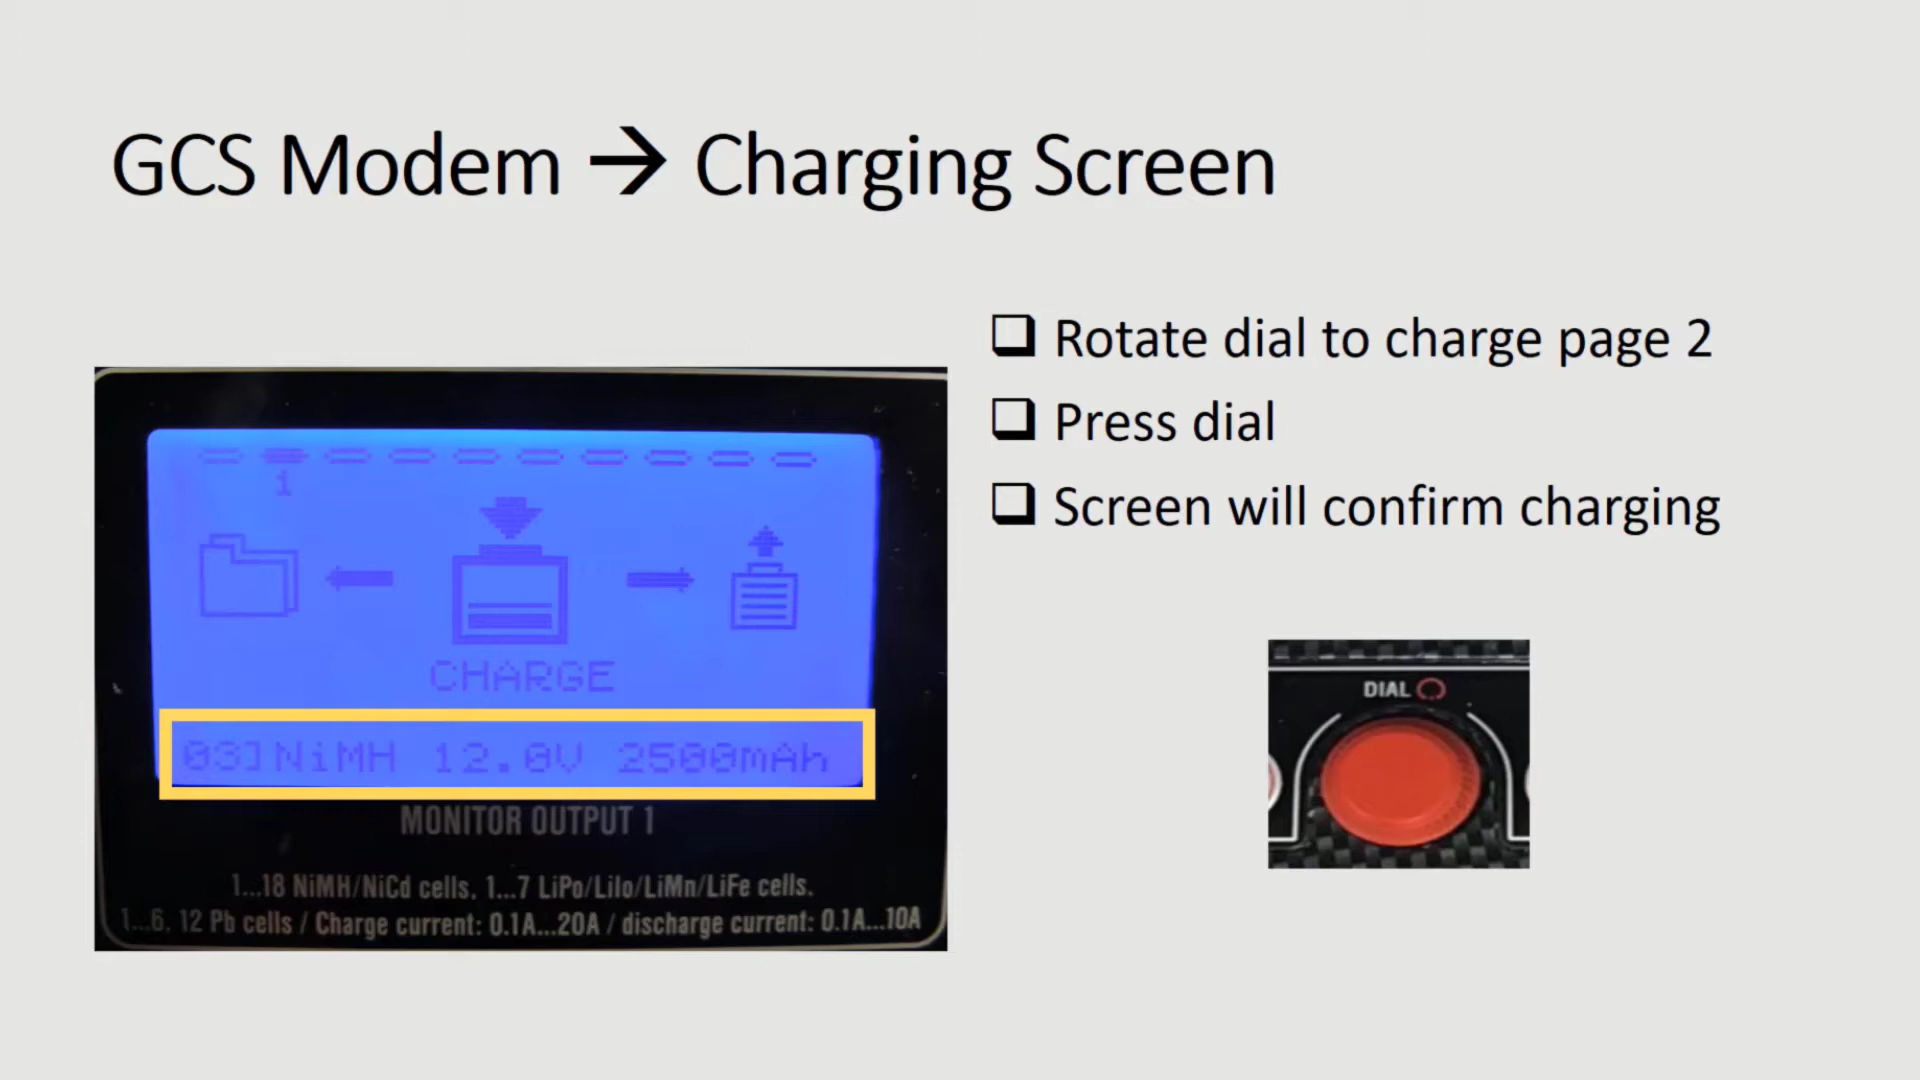 GCS Modem → Charging Screen
1
CHARGE
03]NiMH 12.0V 2500mAh
MONITOR OUTPUT 1
1...18 NiMH/NiCd cells. 1...7 LiPo/LiIo/LiMn/LiFe cells.
1...6, 12 Pb cells / Charge current: 0.1A...20A / discharge current: 0.1A...10A
❑ Rotate dial to charge page 2
❑ Press dial
❑ Screen will confirm charging
DIAL